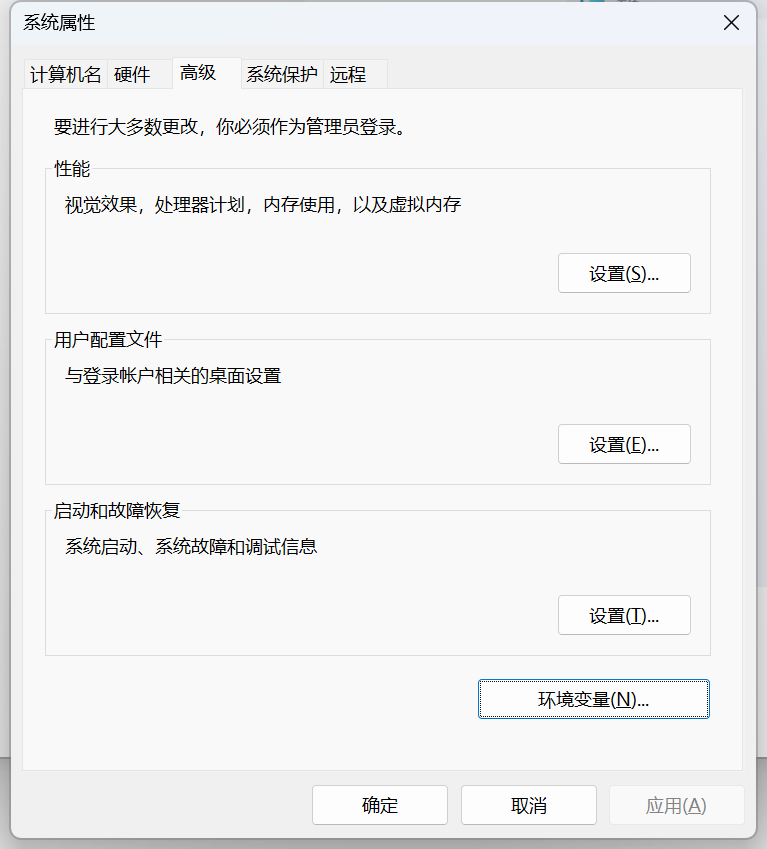 系统属性
计算机名 硬件 高级 系统保护 远程
要进行大多数更改，你必须作为管理员登录。
性能
视觉效果，处理器计划，内存使用，以及虚拟内存
设置(S)...
用户配置文件
与登录帐户相关的桌面设置
设置(E)...
启动和故障恢复
系统启动、系统故障和调试信息
设置(T)...
环境变量(N)...
确定 取消 应用(A)